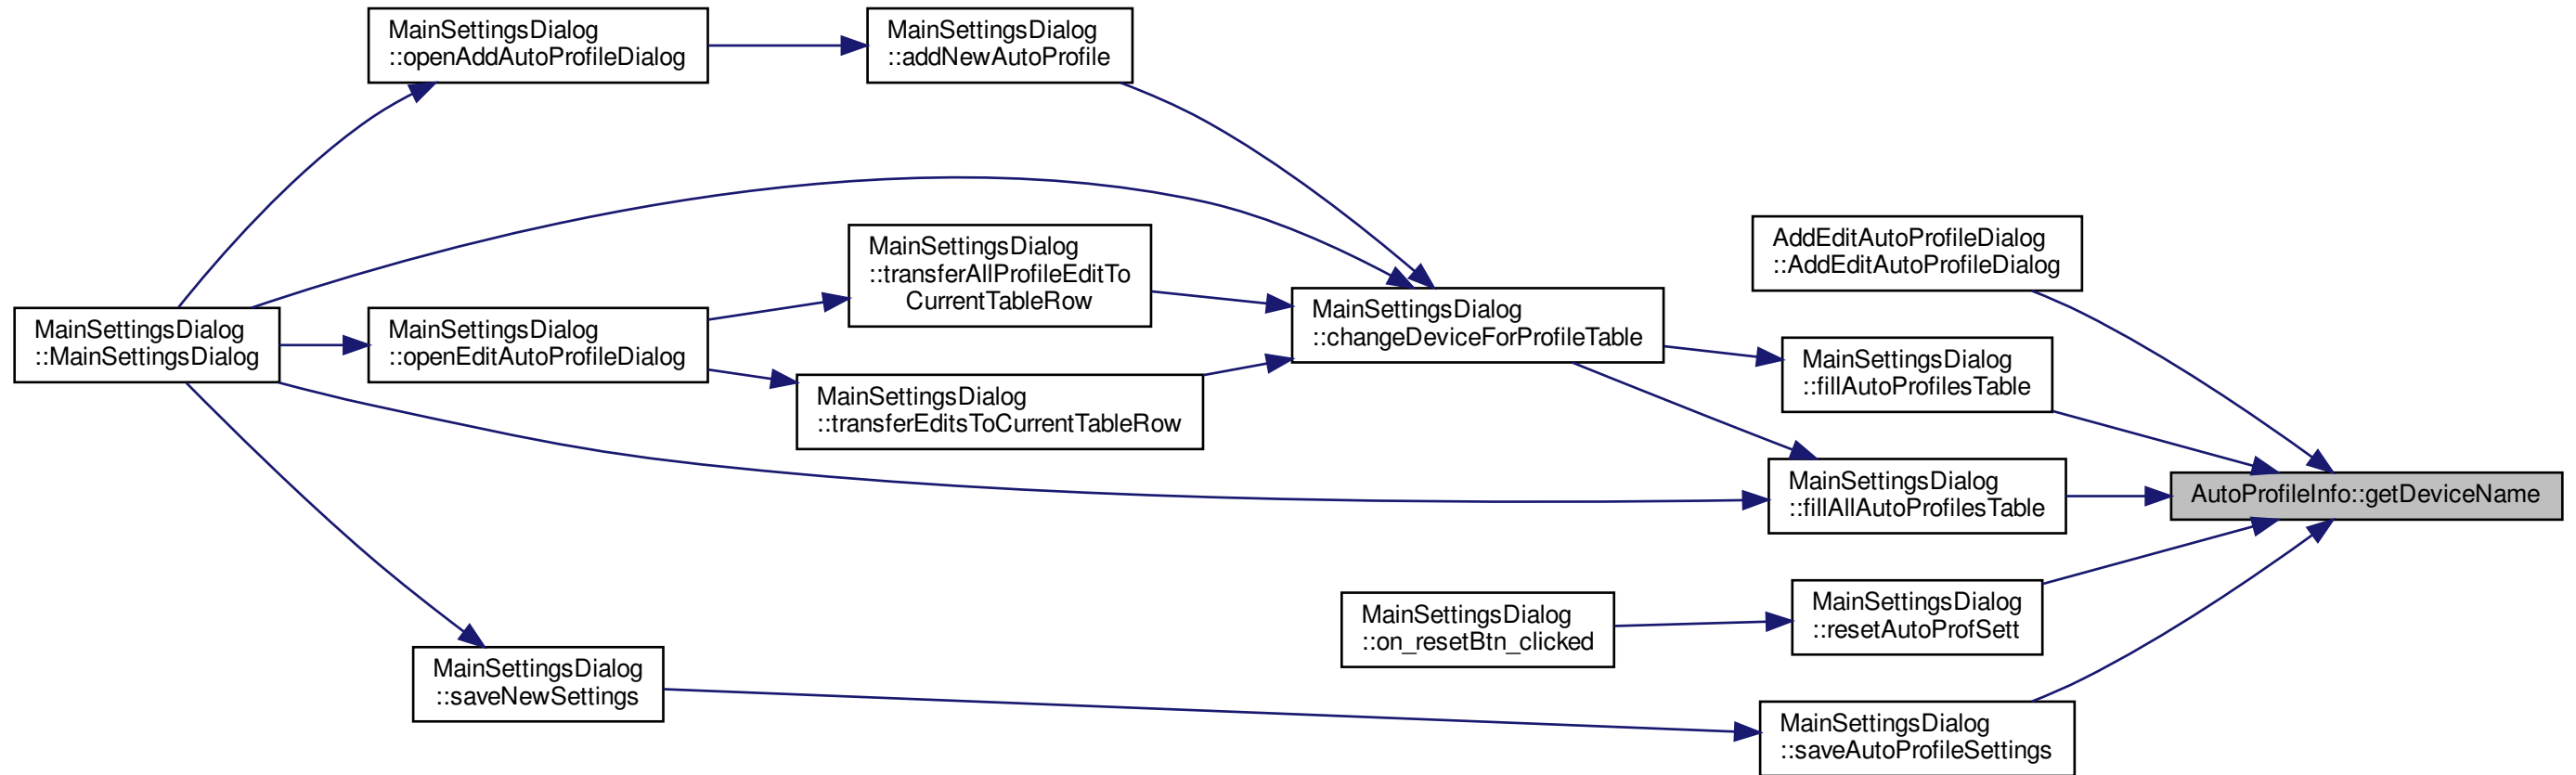 MainSettingsDialog
::openAddAutoProfileDialog
MainSettingsDialog
::addNewAutoProfile
AddEditAutoProfileDialog
::AddEditAutoProfileDialog
MainSettingsDialog
::transferAllProfileEditTo
CurrentTableRow
MainSettingsDialog
::MainSettingsDialog
MainSettingsDialog
::openEditAutoProfileDialog
MainSettingsDialog
::changeDeviceForProfileTable
MainSettingsDialog
::fillAutoProfilesTable
MainSettingsDialog
::transferEditsToCurrentTableRow
MainSettingsDialog
::fillAllAutoProfilesTable
AutoProfileInfo::getDeviceName
MainSettingsDialog
::on_resetBtn_clicked
MainSettingsDialog
::resetAutoProfSett
MainSettingsDialog
::saveNewSettings
MainSettingsDialog
::saveAutoProfileSettings